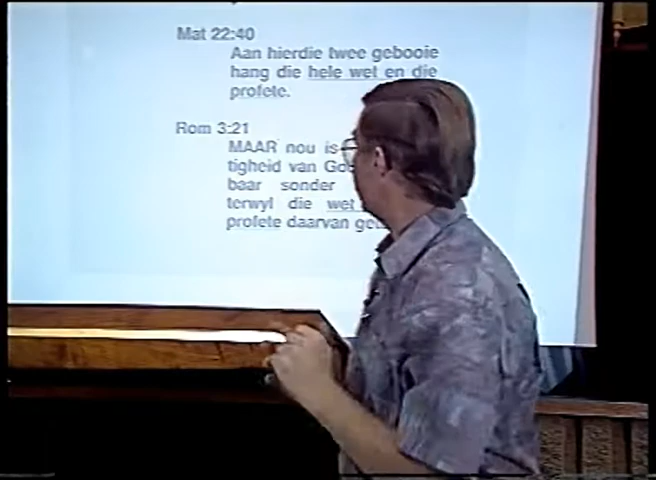 Mat 22:40
Aan hierdie twee gebooie
hang die hele wet en die
profete.
Rom 3:21
MAAR nou is
tigheid van
baar sonder
terwyl die wet
profete daarvan